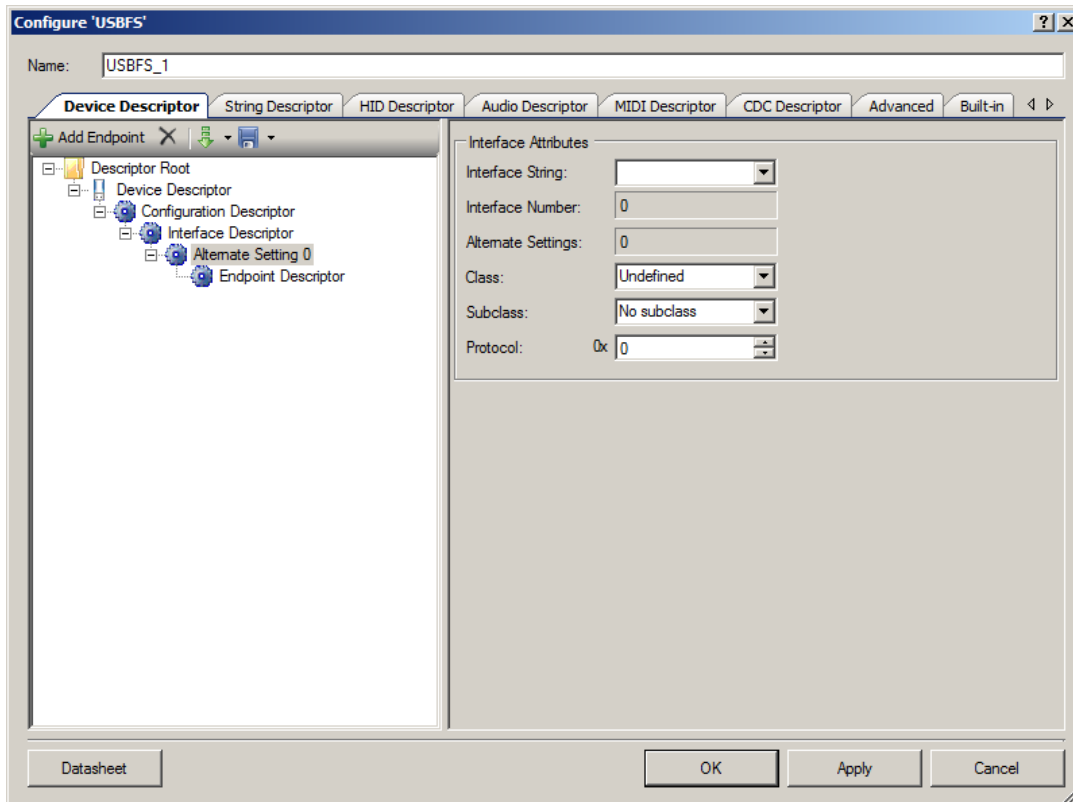 Configure 'USBFS'
Name: USBFS_1
Device Descriptor String Descriptor HID Descriptor Audio Descriptor MIDI Descriptor CDC Descriptor Advanced Built-in
Add Endpoint
Descriptor Root
Device Descriptor
Configuration Descriptor
Interface Descriptor
Alternate Setting 0
Endpoint Descriptor
Interface Attributes
Interface String:
Interface Number: 0
Alternate Settings: 0
Class: Undefined
Subclass: No subclass
Protocol: 0x 0
Datasheet OK Apply Cancel